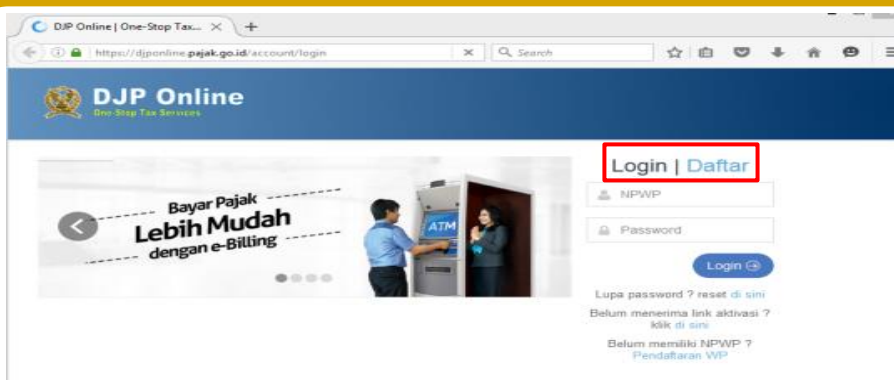 DJP Online | One-Stop Tax...
https://djponline.pajak.go.id/account/login
Search
DJP Online
One-Stop Tax Services
Login | Daftar
NPWP
Password
Login
Lupa password ? reset di sini
Belum menerima link aktivasi ?
klik di sini
Belum memiliki NPWP ?
Pendaftaran WP
Bayar Pajak
Lebih Mudah
dengan e-Billing
ATM